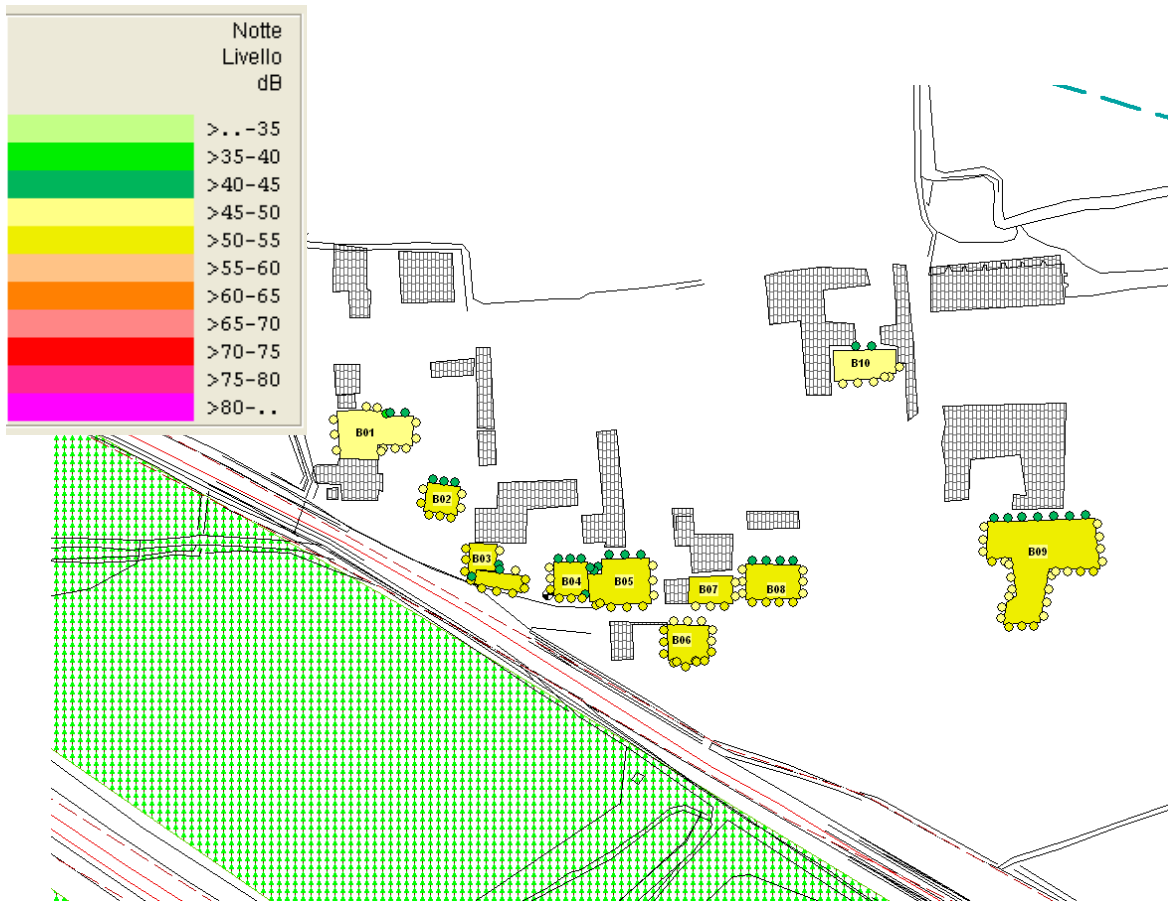 Notte
Livello
dB
>..-35
>35-40
>40-45
>45-50
>50-55
>55-60
>60-65
>65-70
>70-75
>75-80
>80-..
B10
B01
B02
B03
B04
B05
B07
B08
B09
B06